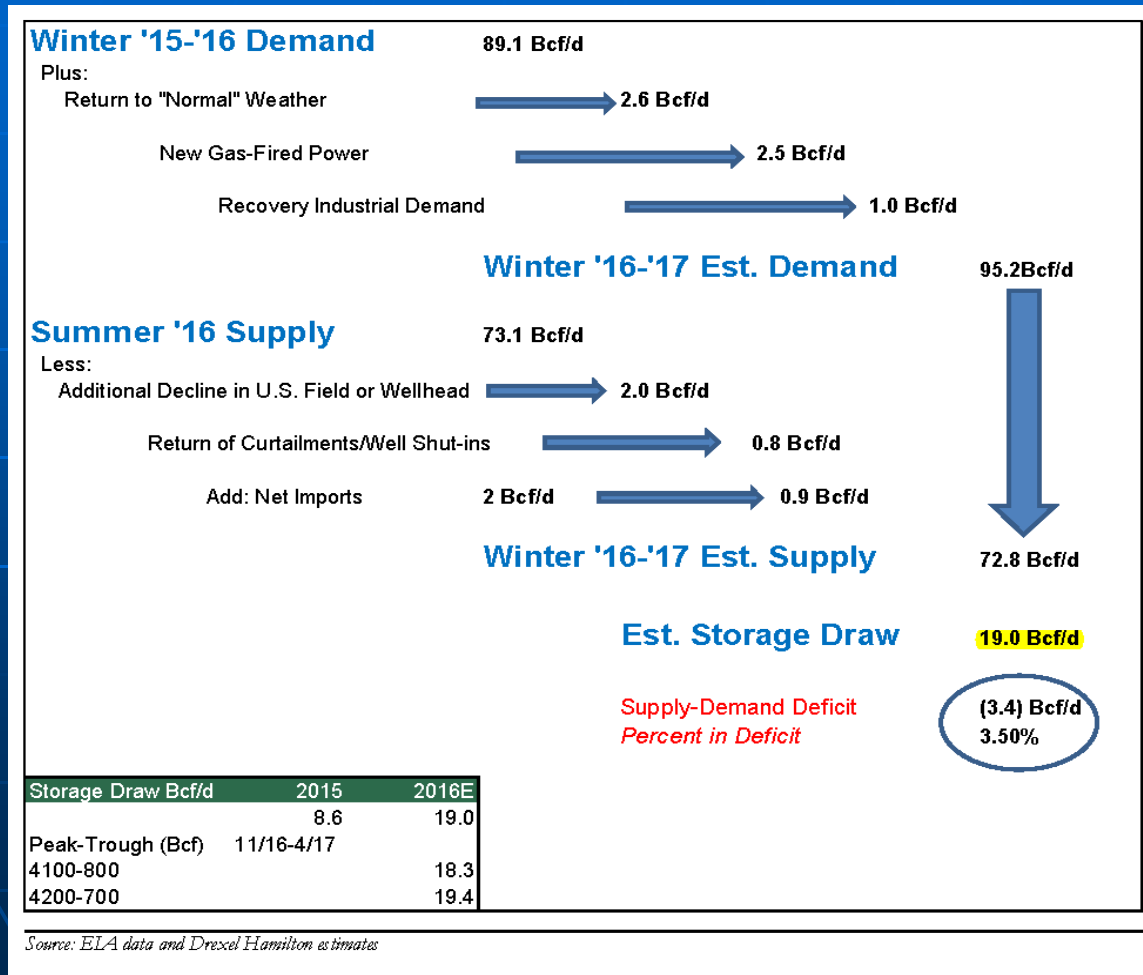 Winter '15-'16 Demand 89.1 Bcf/d
Plus:
Return to "Normal" Weather 2.6 Bcf/d
New Gas-Fired Power 2.5 Bcf/d
Recovery Industrial Demand 1.0 Bcf/d
Winter '16-'17 Est. Demand 95.2Bcf/d
Summer '16 Supply 73.1 Bcf/d
Less:
Additional Decline in U.S. Field or Wellhead 2.0 Bcf/d
Return of Curtailments/Well Shut-ins 0.8 Bcf/d
Add: Net Imports 2 Bcf/d 0.9 Bcf/d
Winter '16-'17 Est. Supply 72.8 Bcf/d
Est. Storage Draw 19.0 Bcf/d
Supply-Demand Deficit (3.4) Bcf/d
Percent in Deficit 3.50%
Storage Draw Bcf/d 2015 2016E
8.6 19.0
Peak-Trough (Bcf) 11/16-4/17
4100-800 18.3
4200-700 19.4
Source: EIA data and Drexel Hamilton estimates